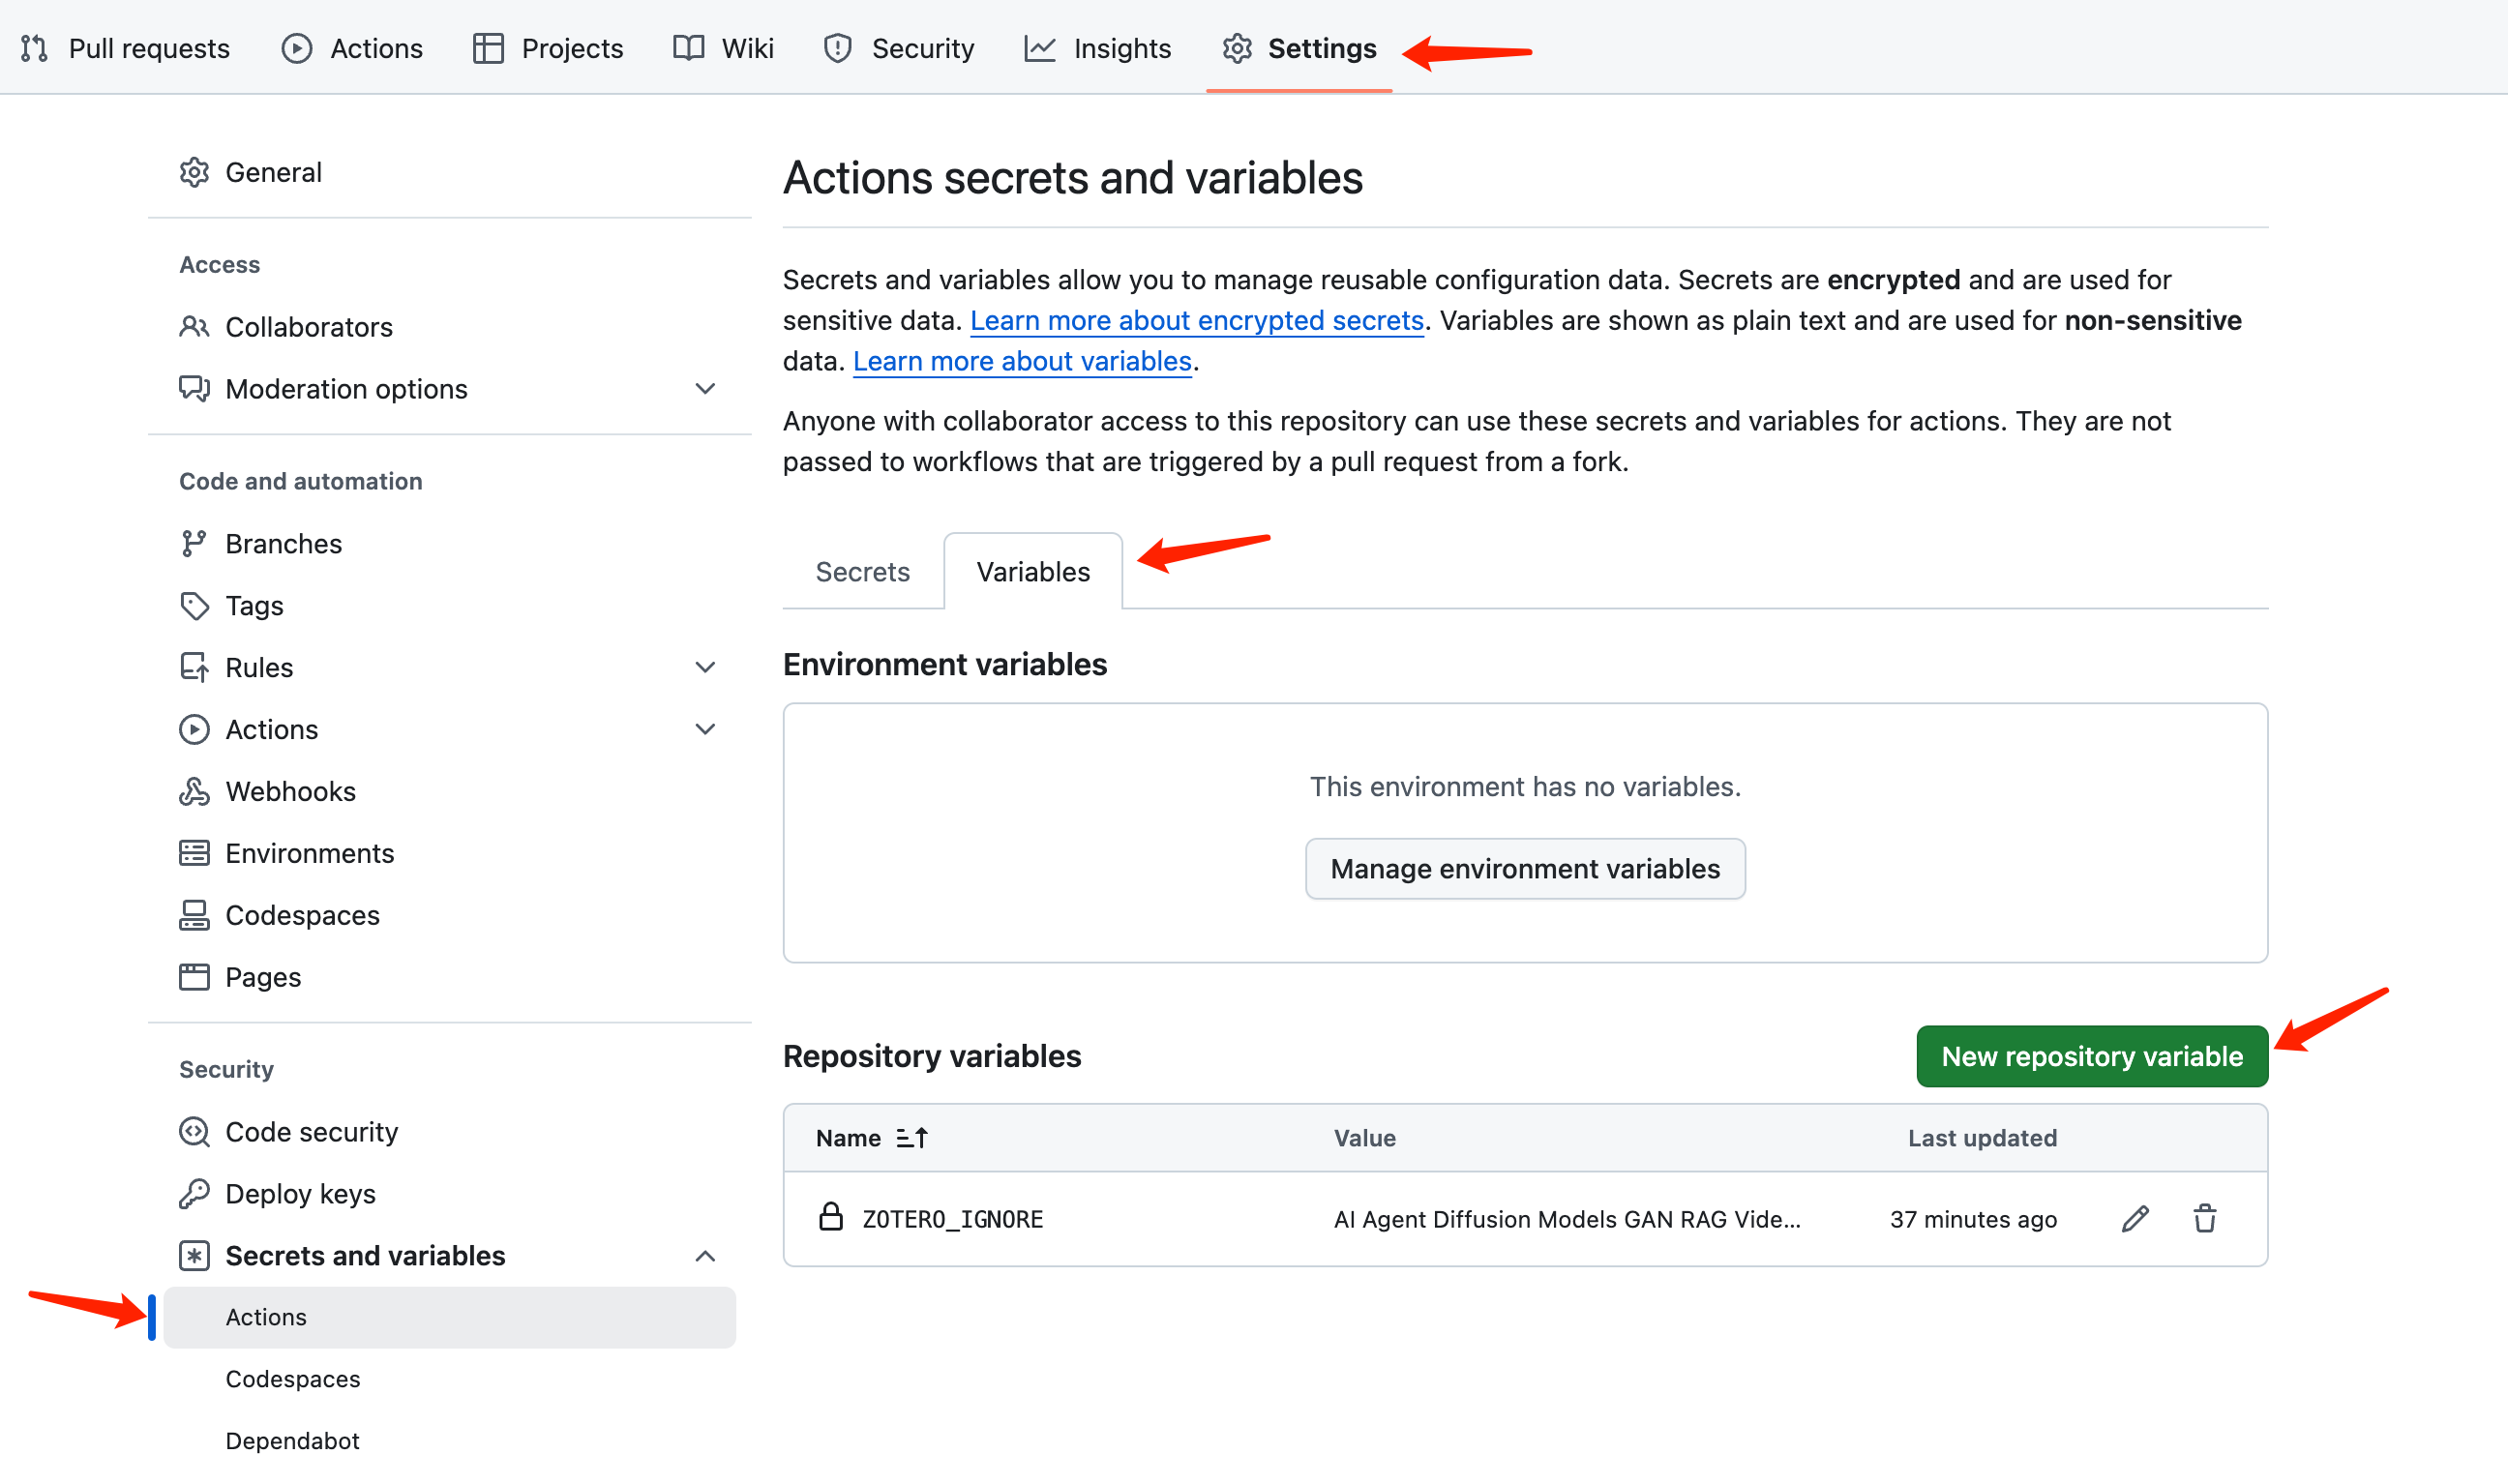 Pull requests Actions Projects Wiki Security Insights Settings
General
Access
Collaborators
Moderation options
Code and automation
Branches
Tags
Rules
Actions
Webhooks
Environments
Codespaces
Pages
Security
Code security
Deploy keys
Secrets and variables
Actions
Codespaces
Dependabot
Actions secrets and variables
Secrets and variables allow you to manage reusable configuration data. Secrets are encrypted and are used for
sensitive data. Learn more about encrypted secrets. Variables are shown as plain text and are used for non-sensitive
data. Learn more about variables.
Anyone with collaborator access to this repository can use these secrets and variables for actions. They are not
passed to workflows that are triggered by a pull request from a fork.
Secrets Variables
Environment variables
This environment has no variables.
Manage environment variables
Repository variables New repository variable
Name Value Last updated
ZOTERO_IGNORE AI Agent Diffusion Models GAN RAG Vide... 37 minutes ago